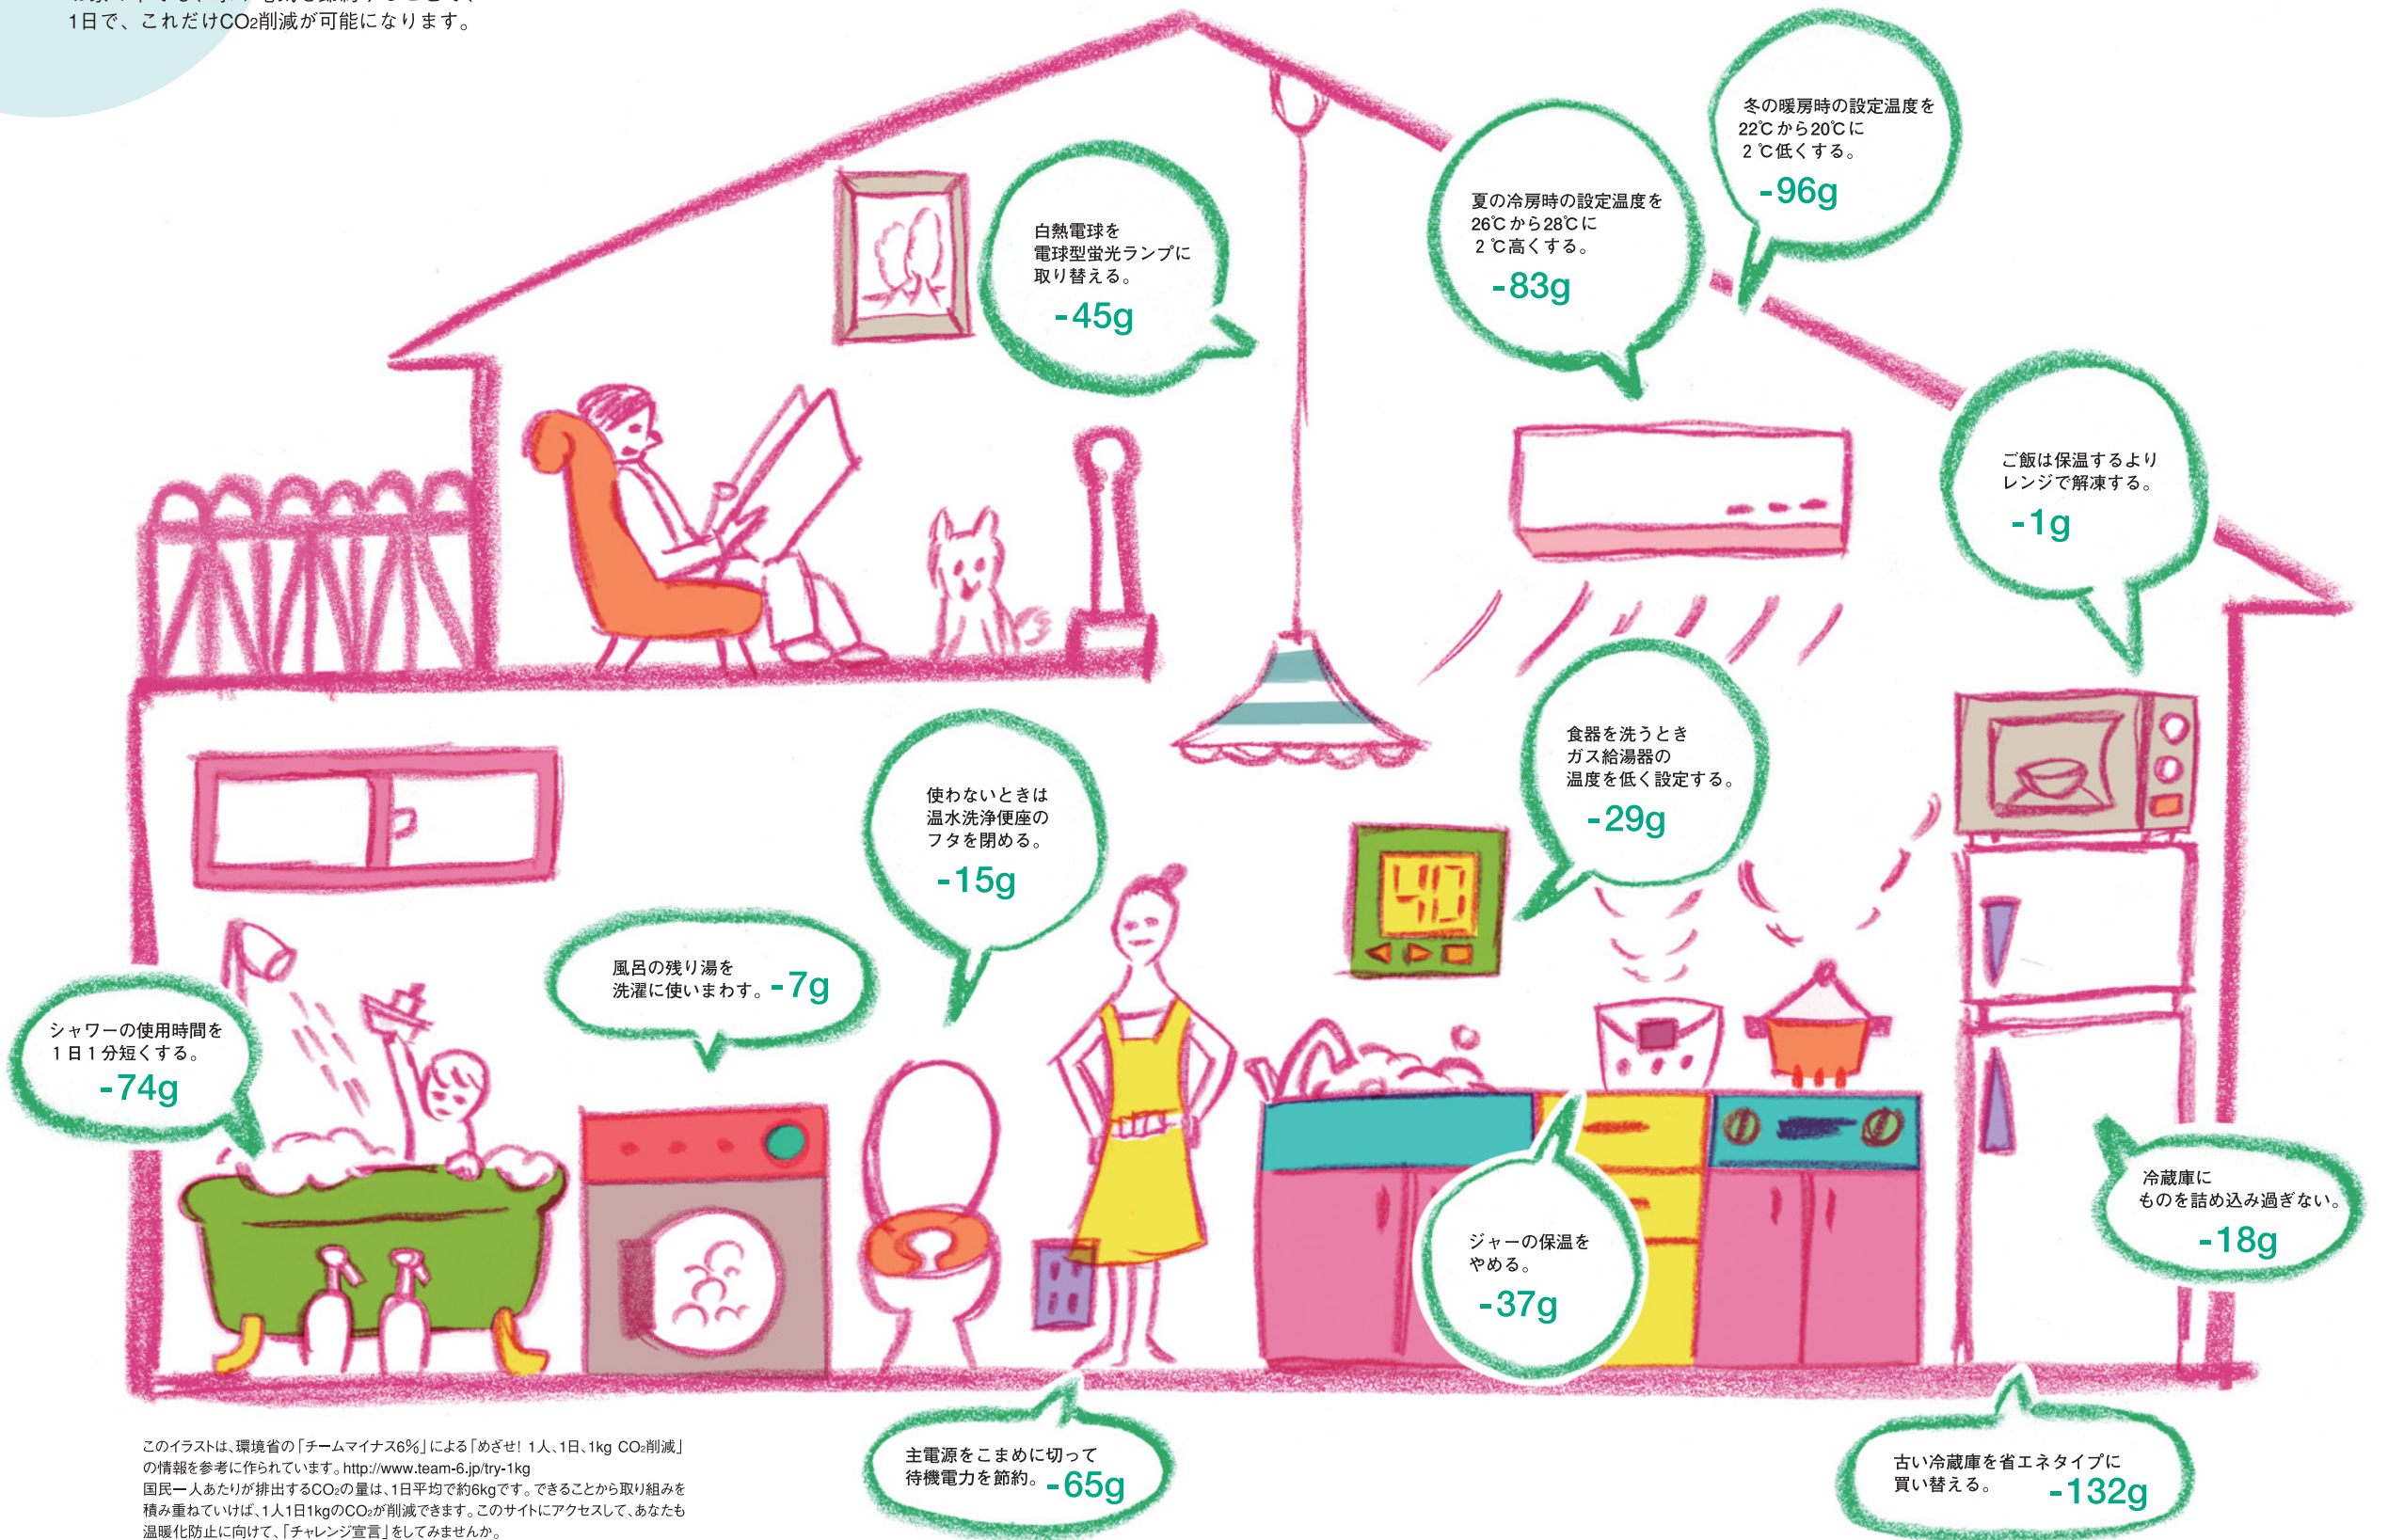 1日で、これだけCO2削減が可能になります。
冬の暖房時の設定温度を
22℃から20℃に
2℃低くする。
-96g
夏の冷房時の設定温度を
26℃から28℃に
2℃高くする。
-83g
白熱電球を
電球型蛍光ランプに
取り替える。
-45g
ご飯は保温するより
レンジで解凍する。
-1g
食器を洗うとき
ガス給湯器の
温度を低く設定する。
-29g
40
使わないときは
温水洗浄便座の
フタを閉める。
-15g
風呂の残り湯を
洗濯に使いまわす。-7g
シャワーの使用時間を
1日1分短くする。
-74g
冷蔵庫に
ものを詰め込み過ぎない。
-18g
ジャーの保温を
やめる。
-37g
主電源をこまめに切って
待機電力を節約。-65g
古い冷蔵庫を省エネタイプに
買い替える。 -132g
このイラストは、環境省の「チームマイナス6%」による「めざせ! 1人、1日、1kg CO2削減」
の情報を参考に作られています。http://www.team-6.jp/try-1kg
国民一人あたりが排出するCO2の量は、1日平均で約6kgです。できることから取り組みを
積み重ねていけば、1人1日1kgのCO2が削減できます。このサイトにアクセスして、あなたも
温暖化防止に向けて、「チャレンジ宣言」をしてみませんか。